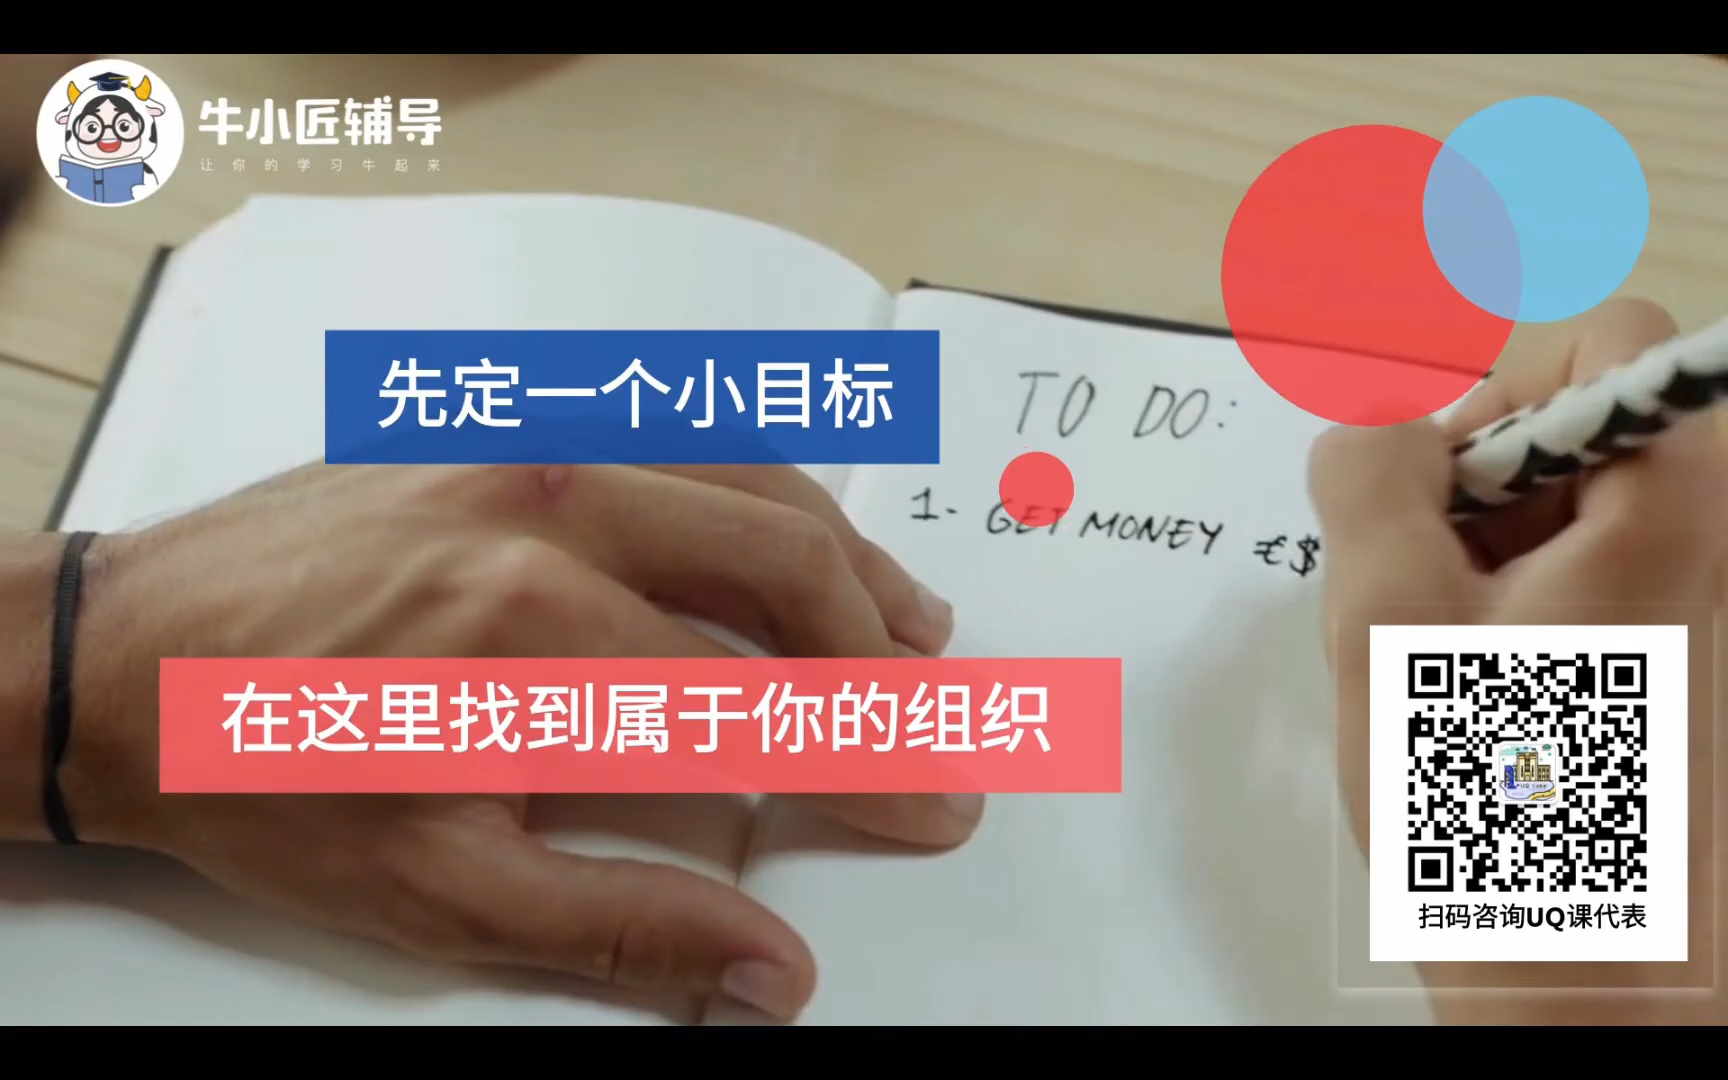 牛小匠辅导
让你的学习牛起来
先定一个小目标
TO DO:
1- GET MONEY €$
在这里找到属于你的组织
扫码咨询UQ课代表